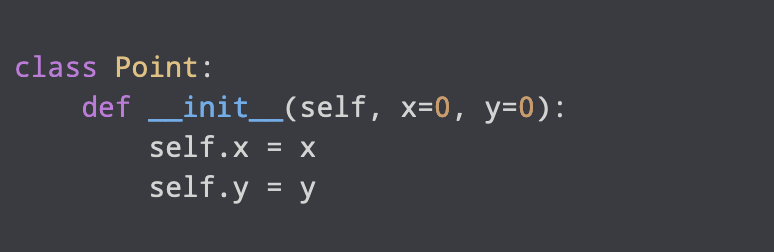 class Point:
    def __init__(self, x=0, y=0):
        self.x = x
        self.y = y